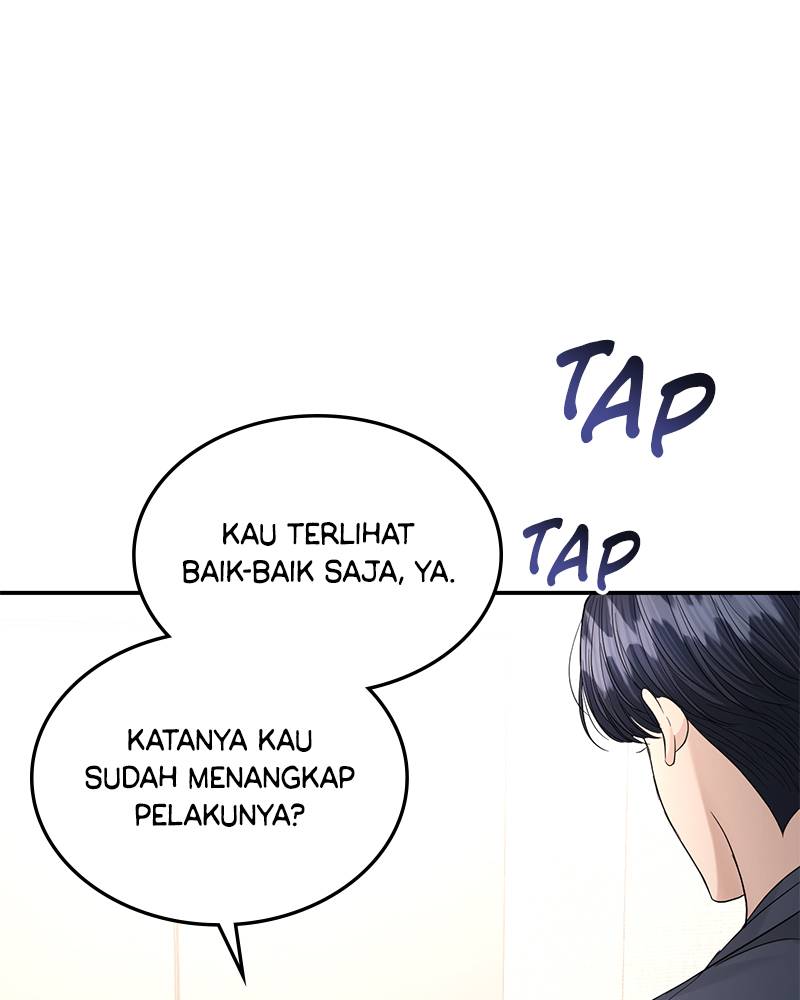 TAP
TAP
KAU TERLIHAT
BAIK-BAIK SAJA, YA.
KATANYA KAU
SUDAH MENANGKAP
PELAKUNYA?